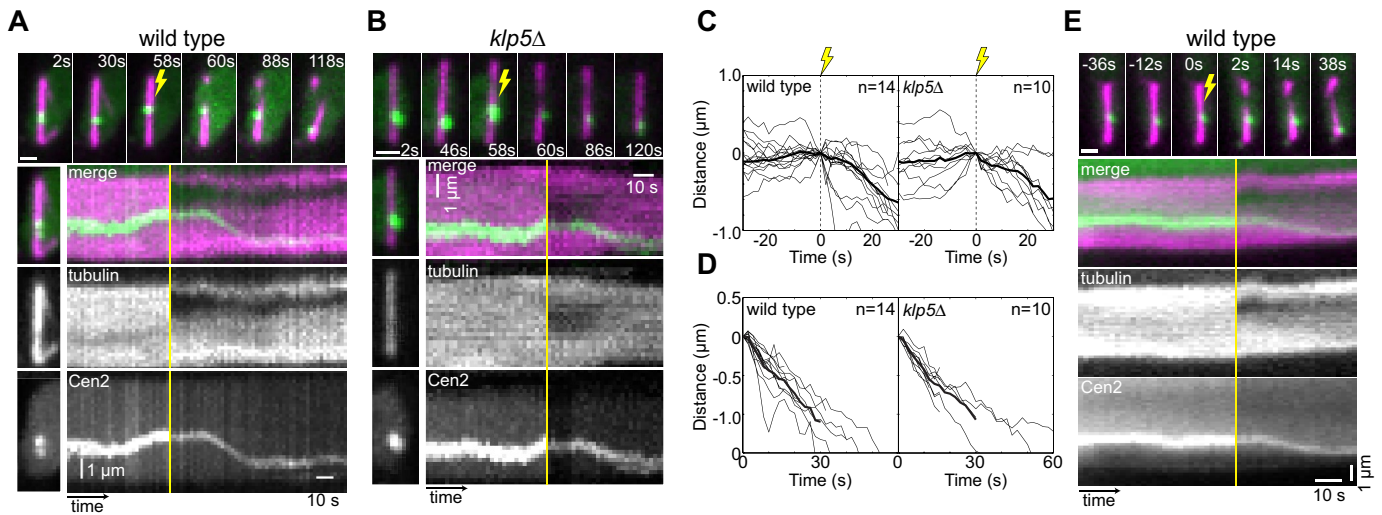 A
wild type
2s 30s 58s 60s 88s 118s
merge
tubulin
Cen2
1 µm
time
10 s
B
klp5Δ
2s 46s 58s 60s 86s 120s
merge
1 µm
10 s
tubulin
Cen2
time
C
wild type n=14
klp5Δ n=10
Distance (µm)
1.0
0
-1.0
-20 0 20
-20 0 20
Time (s)
Time (s)
D
wild type n=14
klp5Δ n=10
Distance (µm)
0.5
0
-0.5
-1.0
0 30 60
0 30 60
Time (s)
Time (s)
E
wild type
-36s -12s 0s 2s 14s 38s
merge
tubulin
Cen2
time
10 s
1 µm